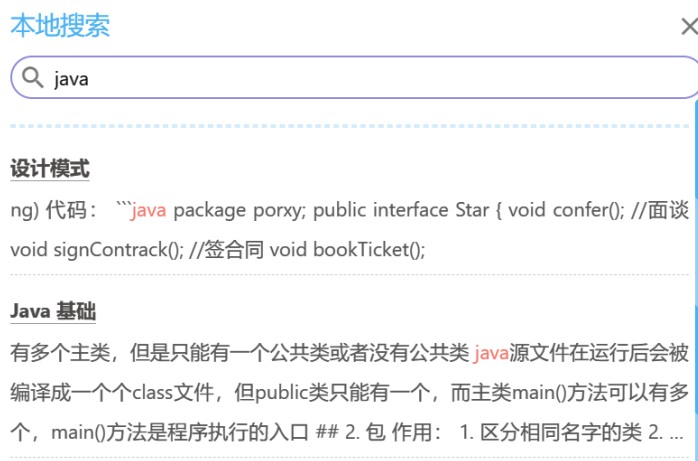 本地搜索
java
设计模式
ng) 代码： ```java package porxy; public interface Star { void confer(); //面谈
void signContrack(); //签合同 void bookTicket();
Java 基础
有多个主类，但是只能有一个公共类或者没有公共类 java源文件在运行后会被
编译成一个个class文件，但public类只能有一个，而主类main()方法可以有多
个，main()方法是程序执行的入口 ## 2. 包 作用： 1. 区分相同名字的类 2. ...